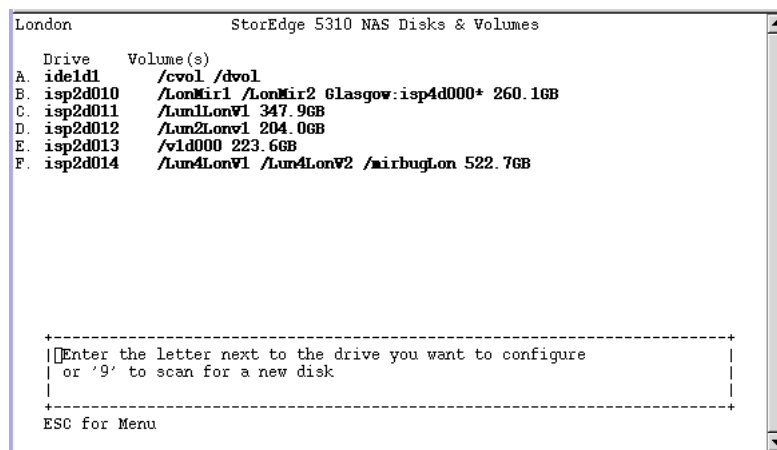 London StorEdge 5310 NAS Disks & Volumes
Drive Volume(s)
A. ide1d1 /cvol /dvol
B. isp2d010 /LonMir1 /LonMir2 Glasgow:isp4d000* 260.1GB
C. isp2d011 /Lun1LonV1 347.9GB
D. isp2d012 /Lun2Lonv1 204.0GB
E. isp2d013 /v1d000 223.6GB
F. isp2d014 /Lun4LonV1 /Lun4LonV2 /mirbugLon 522.7GB
Enter the letter next to the drive you want to configure
or '9' to scan for a new disk
ESC for Menu